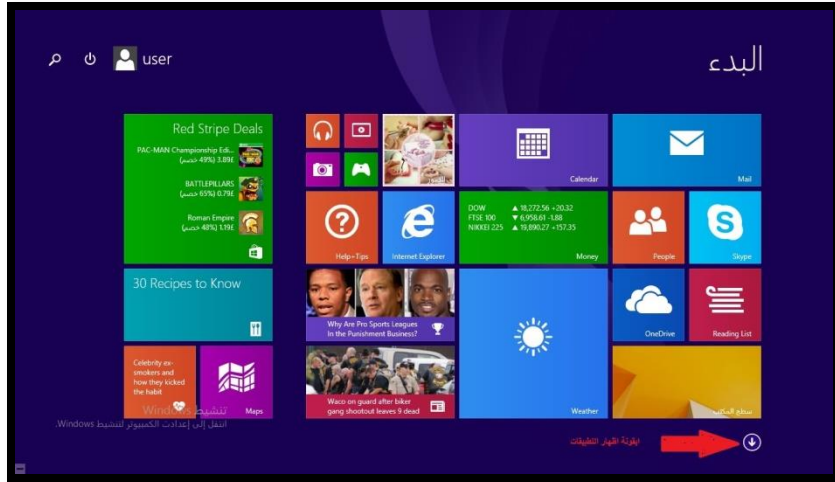 البدء
user
Mail
Calendar
الصور
Red Stripe Deals
PAC-MAN Championship Edi...
3.89£ (49% خصم)
BATTLEPILLARS
0.79£ (65% خصم)
Roman Empire
1.19£ (48% خصم)
Skype
People
DOW ▲ 18,272.56 +20.32
FTSE 100 ▼ 6,958.61 -1.88
NIKKEI 225 ▲ 19,890.27 +157.35
Money
Internet Explorer
Help+Tips
30 Recipes to Know
Reading List
OneDrive
Weather
Why Are Pro Sports Leagues
In the Punishment Business?
سطح المكتب
Waco on guard after biker
gang shootout leaves 9 dead
Maps
Celebrity ex-
smokers and
how they kicked
the habit
تنشيط Windows
انتقل إلى إعدادات الكمبيوتر لتنشيط Windows.
ايقونة اظهار التطبيقات